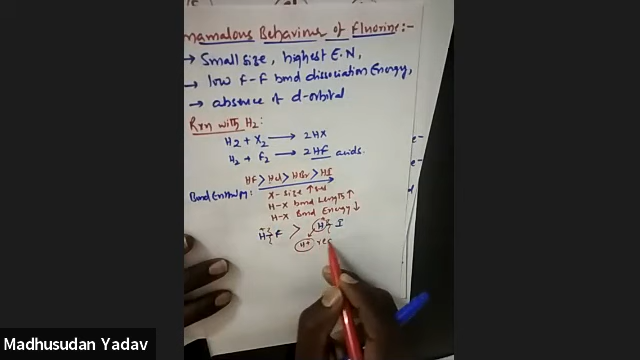 Anamalous Behaviour of Fluorine:-
→ Small size, highest E.N,
→ low F-F bond dissociation Energy,
→ absence of d-orbital
Rxn with H2:
H2 + X2 → 2HX
H2 + F2 → 2HF acids.
HF > HCl > HBr > HI
Bond Enthalpy:
X- size ↑
H-X bond Length ↑
H-X Bond Energy ↓
H F > H I
H+
Madhusudan Yadav